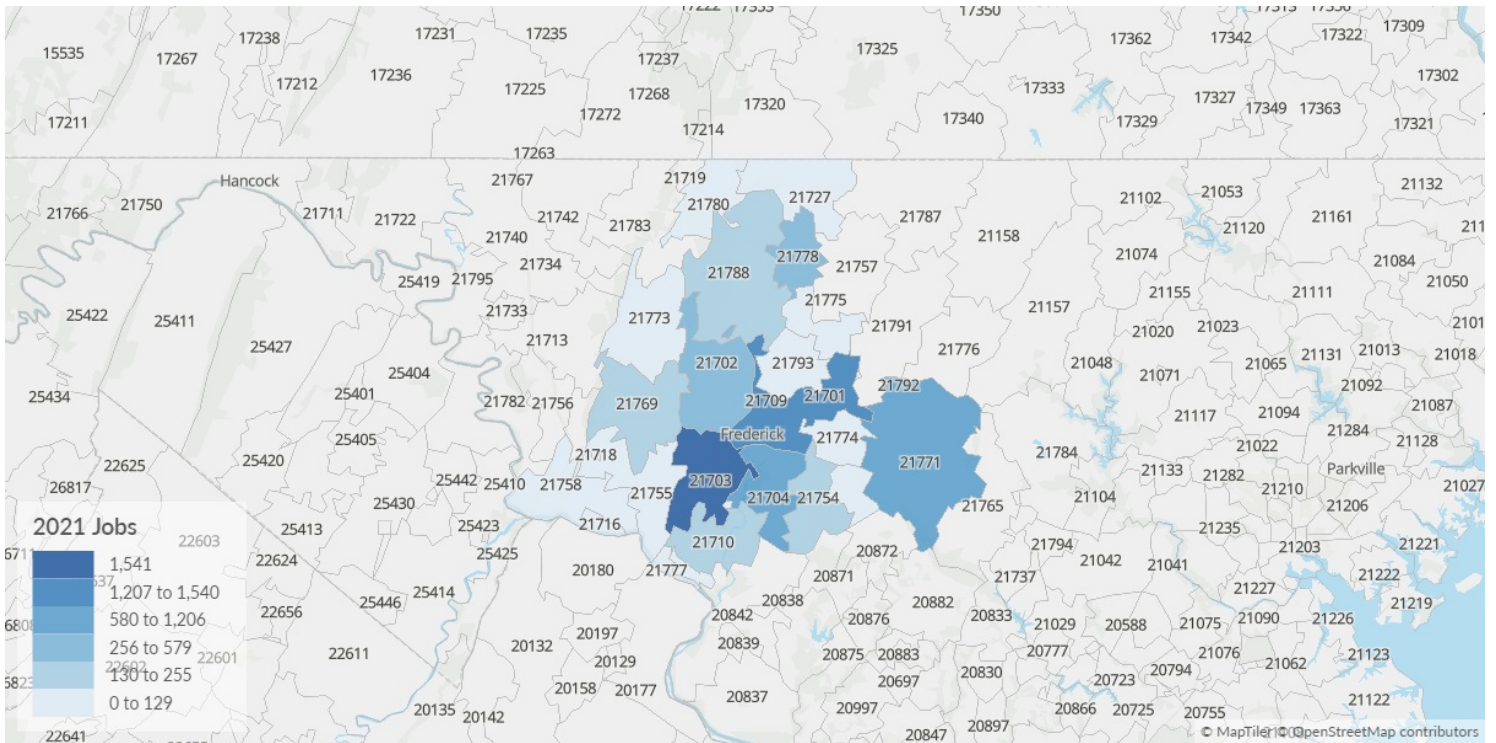 17222 17353 17350 17313
17238 17231 17235 17362 17342 17322 17309
15535 17267 17237 17325
17212 17236 17225 17268 17320 17333 17327 17349 17363 17302
17211 17272 17214 17340 17329 17321
17263
Hancock 21767 21719 21102 21053 21132
21766 21750 21711 21722 21742 21783 21780 21727 21787 21158 21120 21161
21740 21778 21074
25419 21795 21734 21788 21757 21084 21050
25422 25411 21733 21773 21775 21157 21155 21111
25427 21713 21791 21776 21020 21023
25404 21702 21793 21048 21065 21131 21013 21018
25434 25401 21782 21756 21769 21709 21701 21792 21071 21092
25405 Frederick 21774 21117 21094 21087
22625 25420 21718 21784 21022 21284 21128
26817 25442 25410 21758 21755 21703 21704 21754 21771 21765 21133 21282 21210 Parkville 21027
25430 21104 21206
25413 25423 21716 21710 21235
22603 22624 25425 20180 21777 20872 21794 21042 21041 21203 21221
2021 Jobs
1,541
1,207 to 1,540
580 to 1,206
256 to 579
130 to 255
0 to 129
25446 25414 20871 21737 21227 21222
22656 20842 20838 20876 20882 20833 21029 20588 21075 21090 21226 21219
22611 20132 20197 20839 20875 20883 20777 21076 21062 21123
22602 22601 20129 20830 20794
20158 20177 20837 20697 20723 21122
20135 20142 20997 20897 20866 20725 20755
22641 20847
© MapTiler © OpenStreetMap contributors